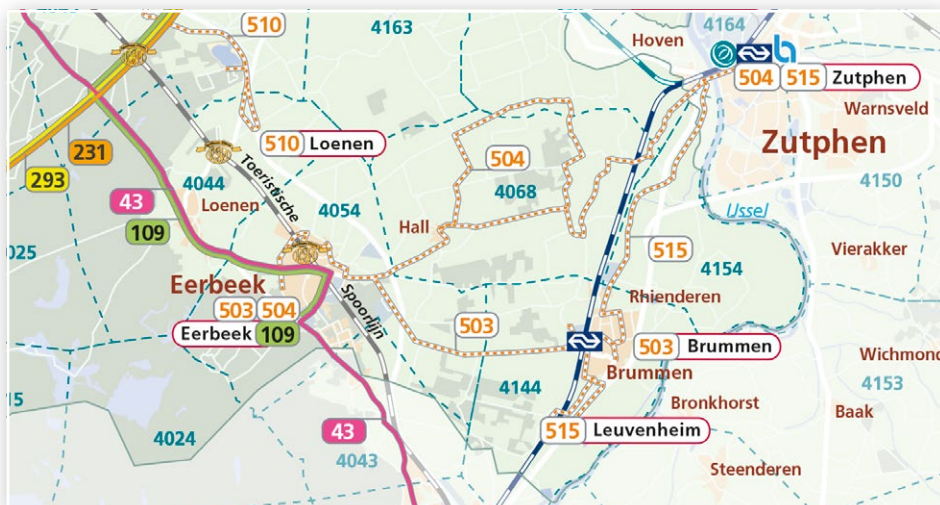 510
4163
4164
Hoven
504 515 Zutphen
Warnsveld
Zutphen
231
293
510 Loenen
Toeristische
504
4068
4150
43
4044
Loenen
109
4054
Hall
IJssel
515
Vierakker
4025
4154
Eerbeek
503 504
Eerbeek 109
Spoorlijn
503
Rhienderen
503 Brummen
Brummen
Wichmond
4153
4144
Bronkhorst
Baak
43
515 Leuvenheim
4024
4043
Steenderen